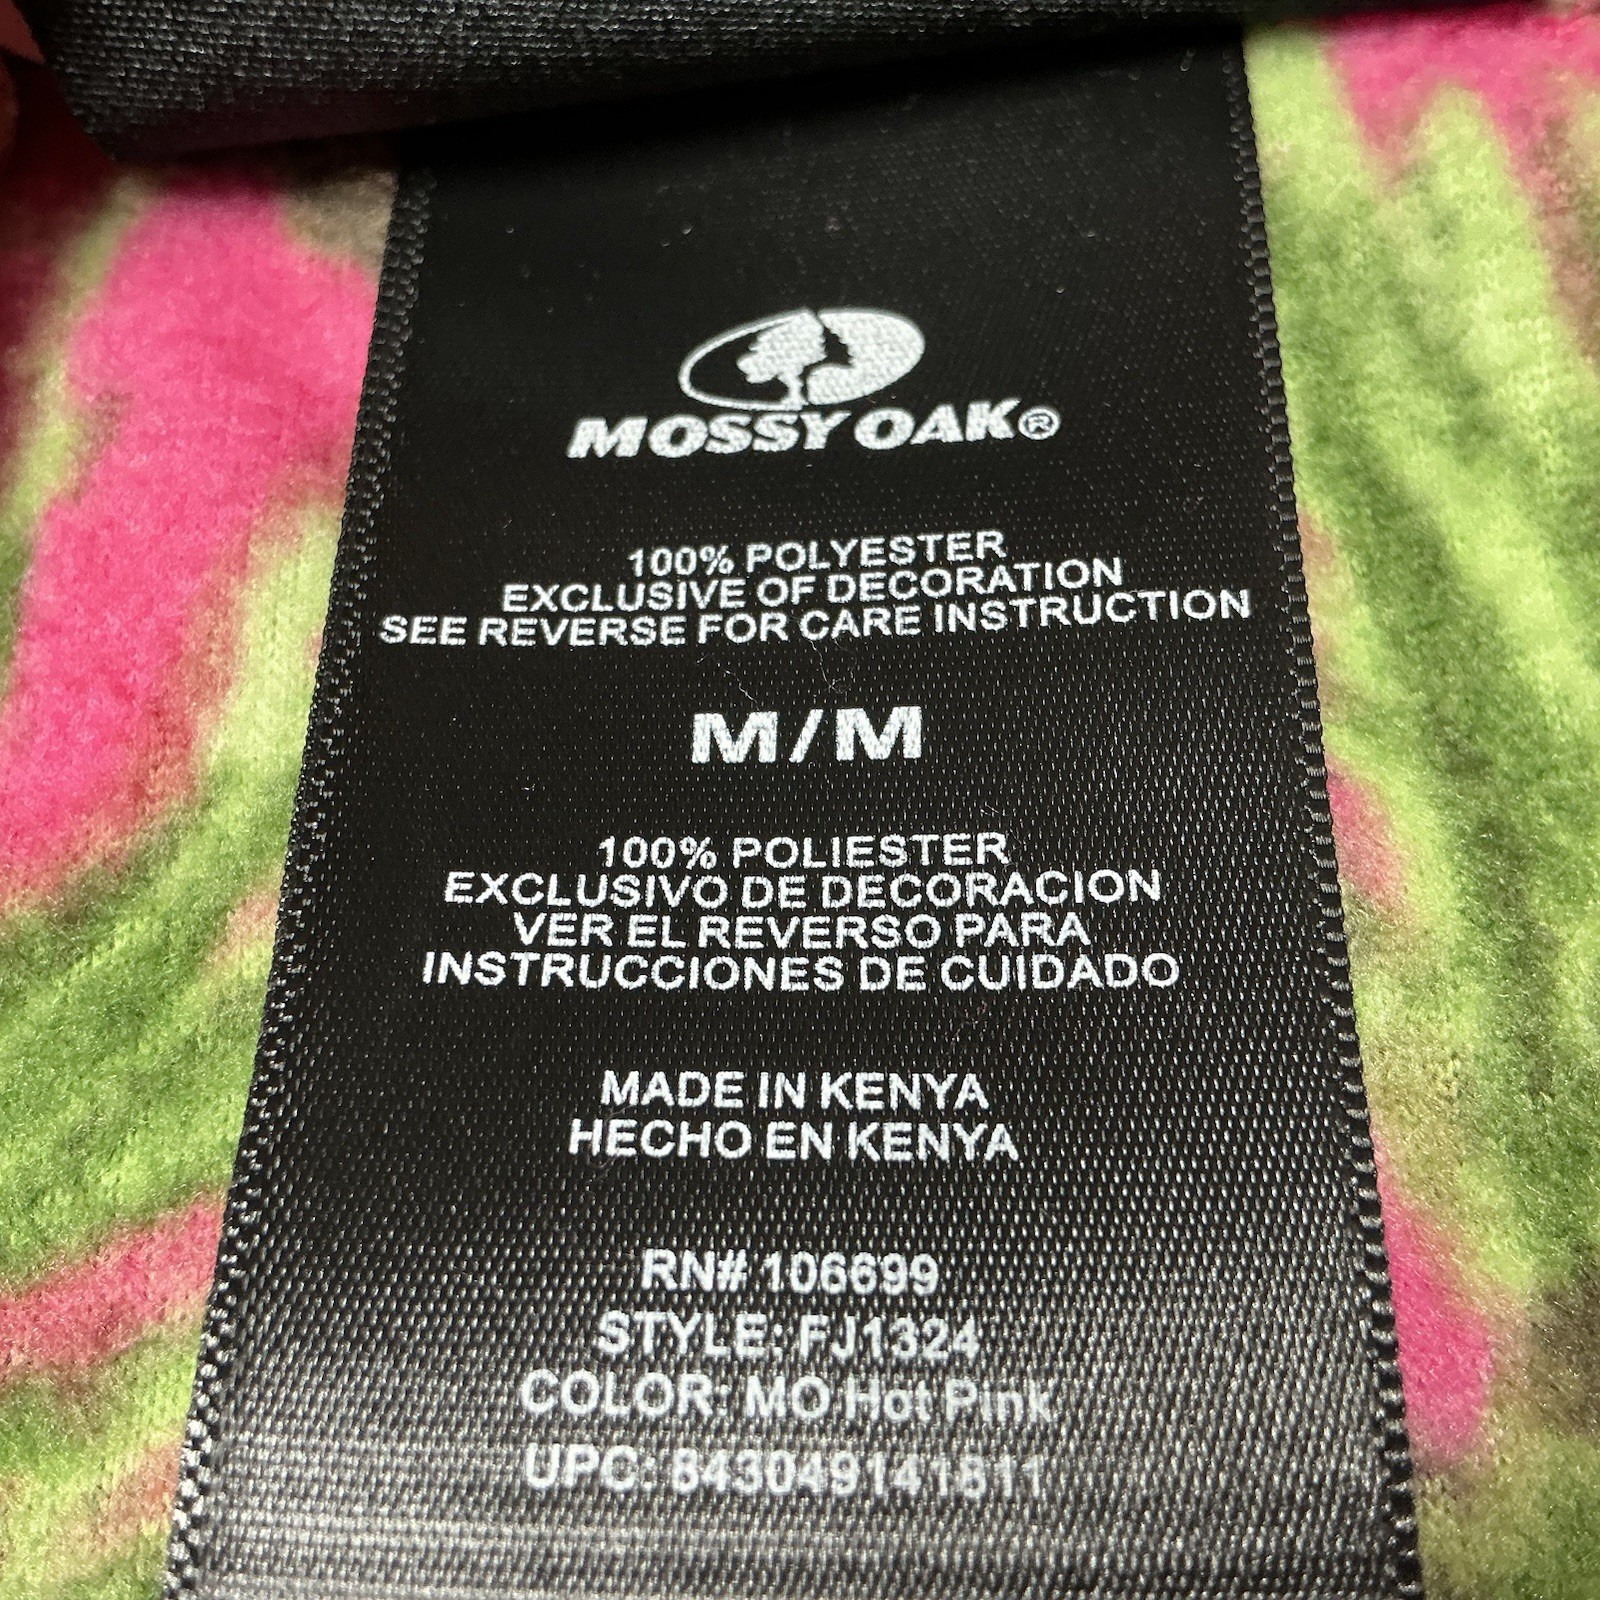 MOSSY OAK®
100% POLYESTER
EXCLUSIVE OF DECORATION
SEE REVERSE FOR CARE INSTRUCTION
M/M
100% POLIESTER
EXCLUSIVO DE DECORACION
VER EL REVERSO PARA
INSTRUCCIONES DE CUIDADO
MADE IN KENYA
HECHO EN KENYA
RN# 106699
STYLE: FJ1324
COLOR: MO Hot Pink
UPC: 843049141811